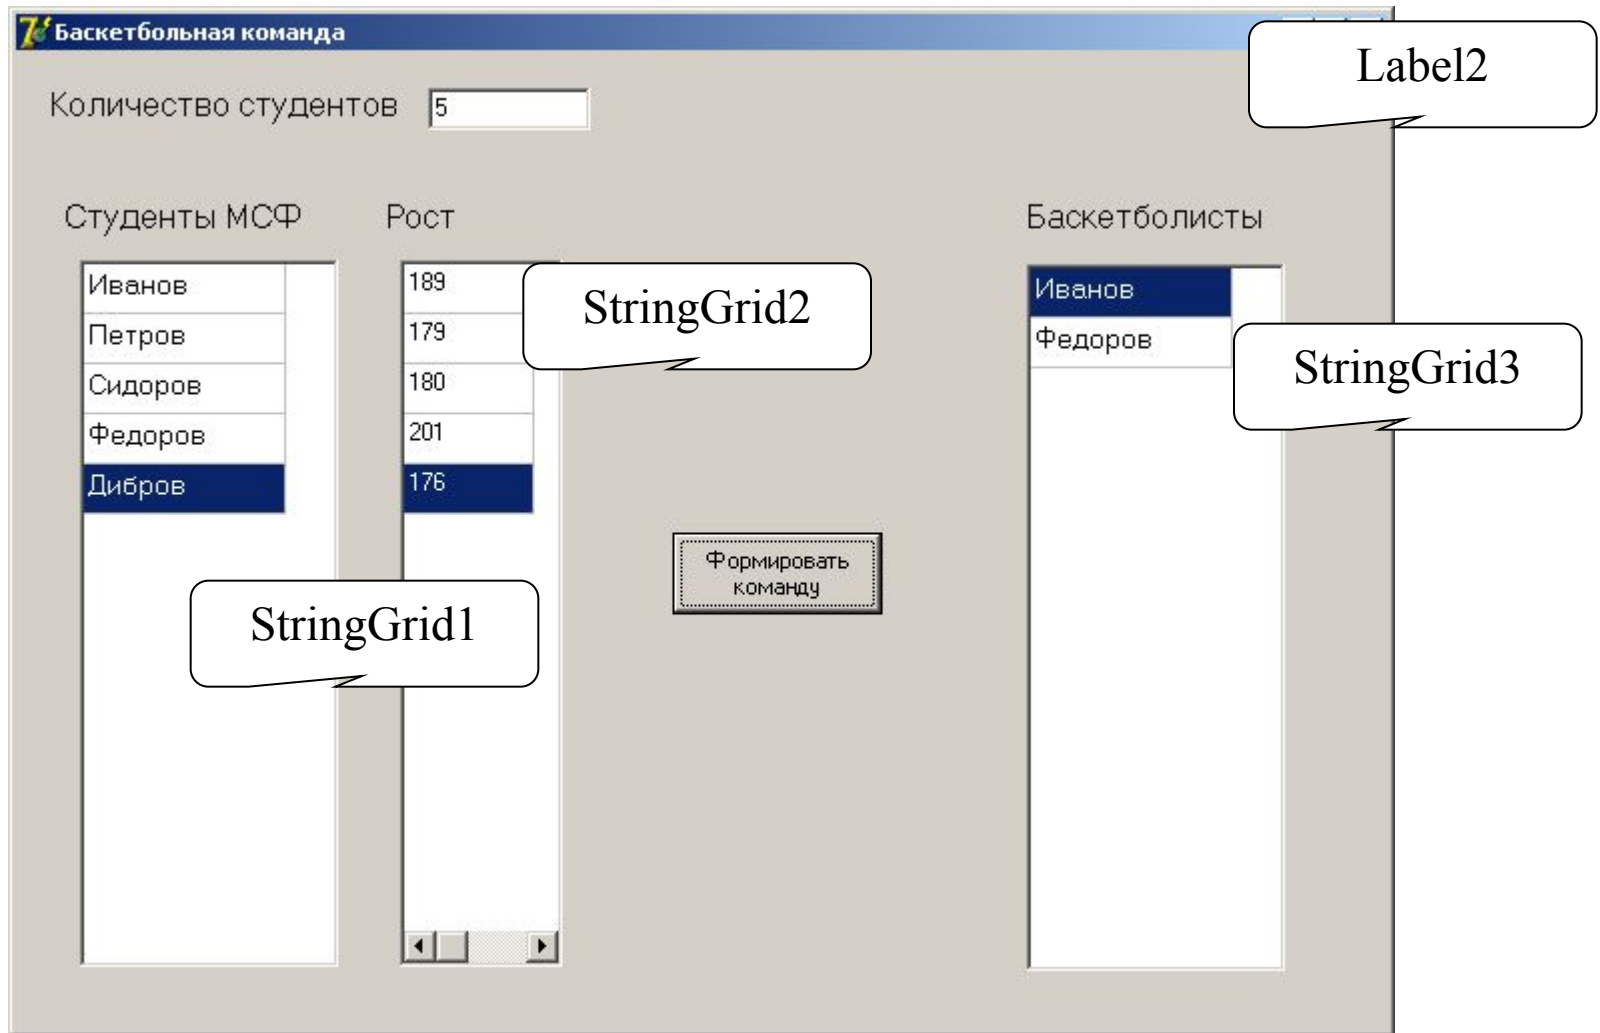 Баскетбольная команда
Label2
Количество студентов 5
Студенты МСФ Рост Баскетболисты
Иванов 189 Иванов
Петров 179 Федоров
Сидоров 180
Федоров 201
Дибров 176
StringGrid2
StringGrid3
Формировать
команду
StringGrid1